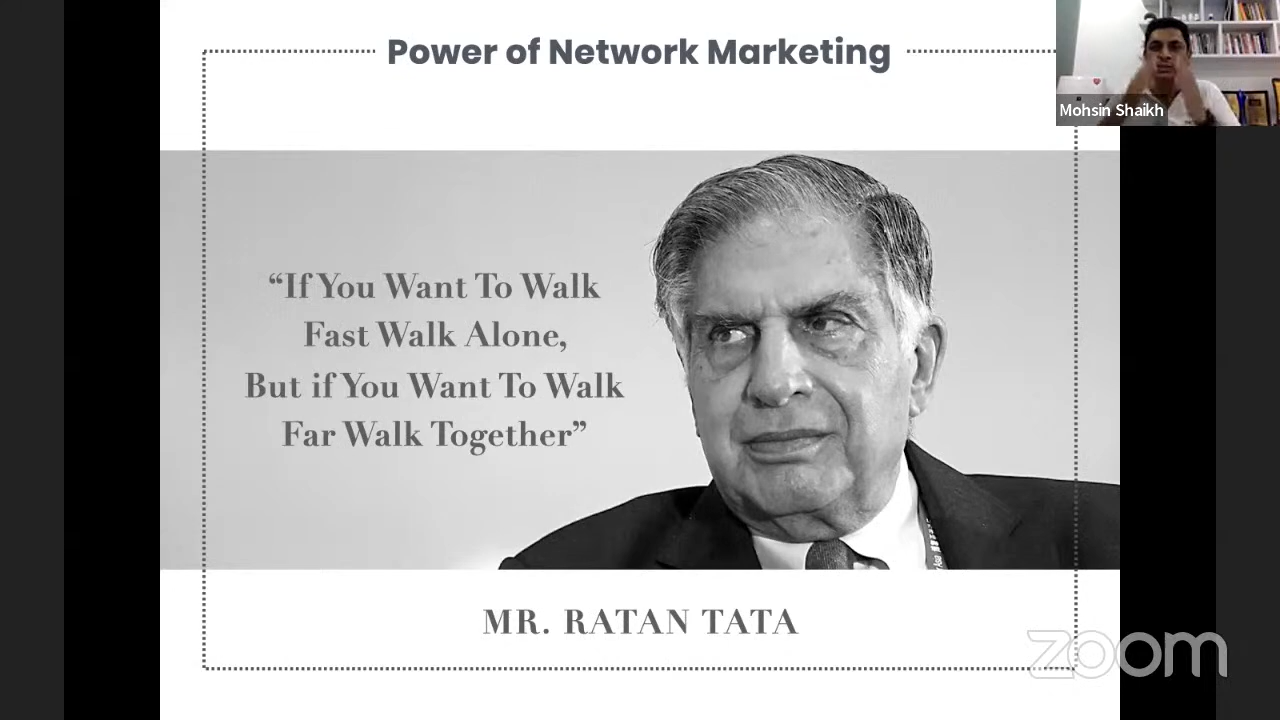 Power of Network Marketing
Mohsin Shaikh
“If You Want To Walk
Fast Walk Alone,
But if You Want To Walk
Far Walk Together”
MR. RATAN TATA
zoom